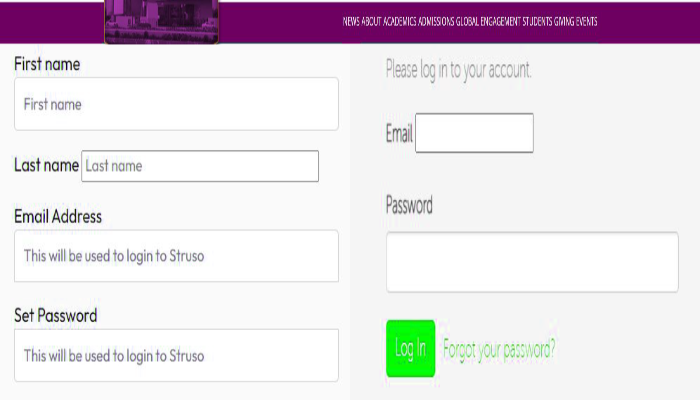 NEWS ABOUT ACADEMICS ADMISSIONS GLOBAL ENGAGEMENT STUDENTS GIVING EVENTS
First name
First name
Last name Last name
Email Address
This will be used to login to Struso
Set Password
This will be used to login to Struso
Please log in to your account.
Email
Password
Log In Forgot your password?